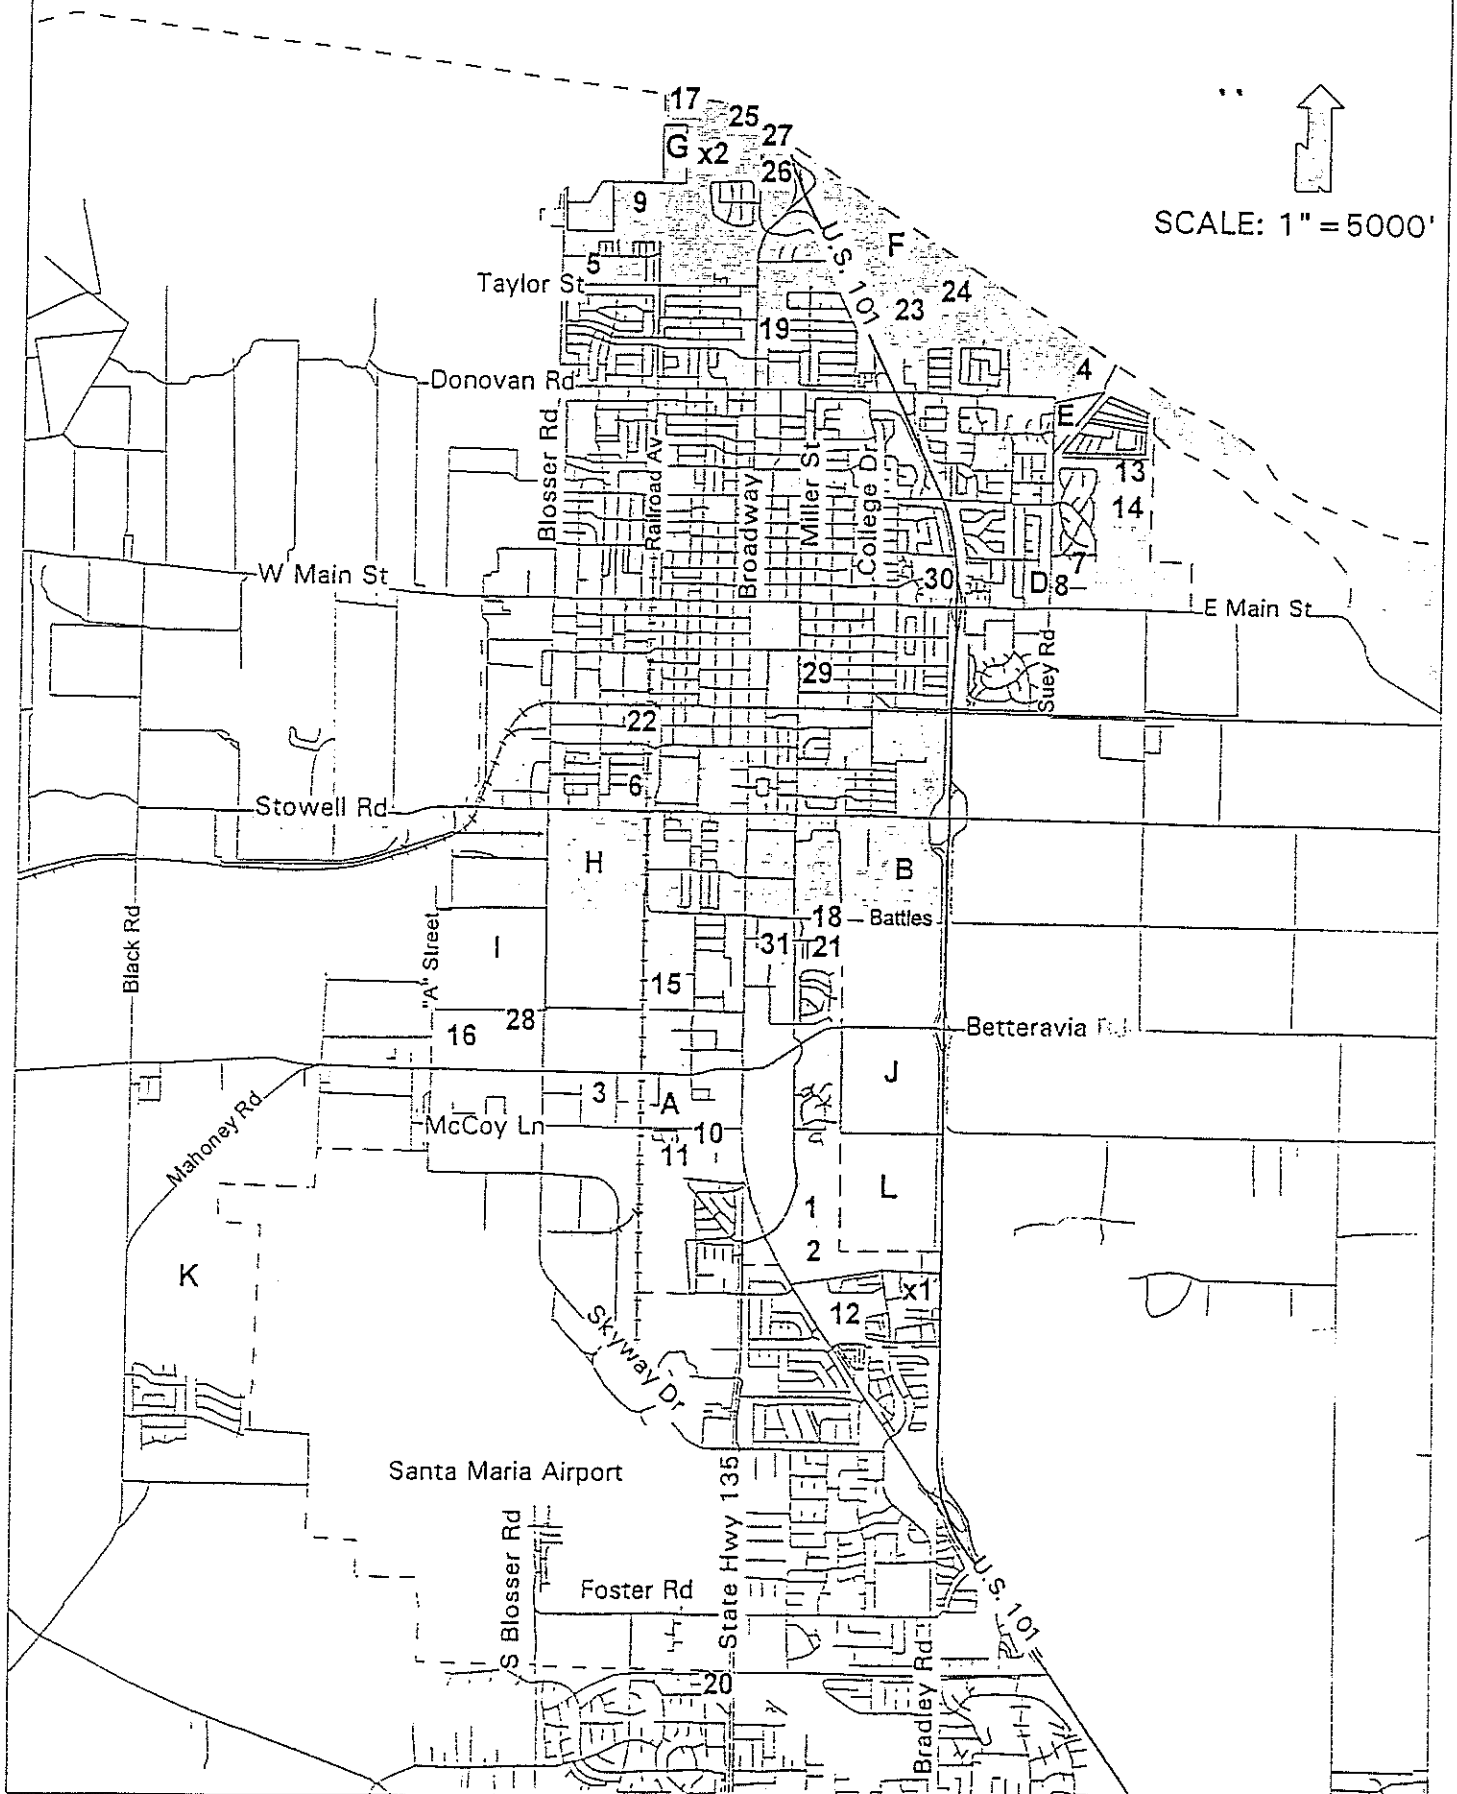 17
25
27
G x2
26
9
SCALE: 1" = 5000'
U.S. 101
F
5
Taylor St
24
23
19
4
Donovan Rd
E
Blosser Rd
Railroad Av
Broadway
Miller St
College Dr
13
14
7
W Main St
30
D 8
E Main St
29
Suey Rd
22
6
Stowell Rd
H
B
18
Battles
Black Rd
"A" Street
I
31
21
15
28
16
Betteravia Rd
J
3
A
Mahoney Rd
McCoy Ln
10
11
L
1
2
K
x1
12
Skyway Dr
Santa Maria Airport
State Hwy 135
S Blosser Rd
Foster Rd
U.S. 101
20
Bradley Rd